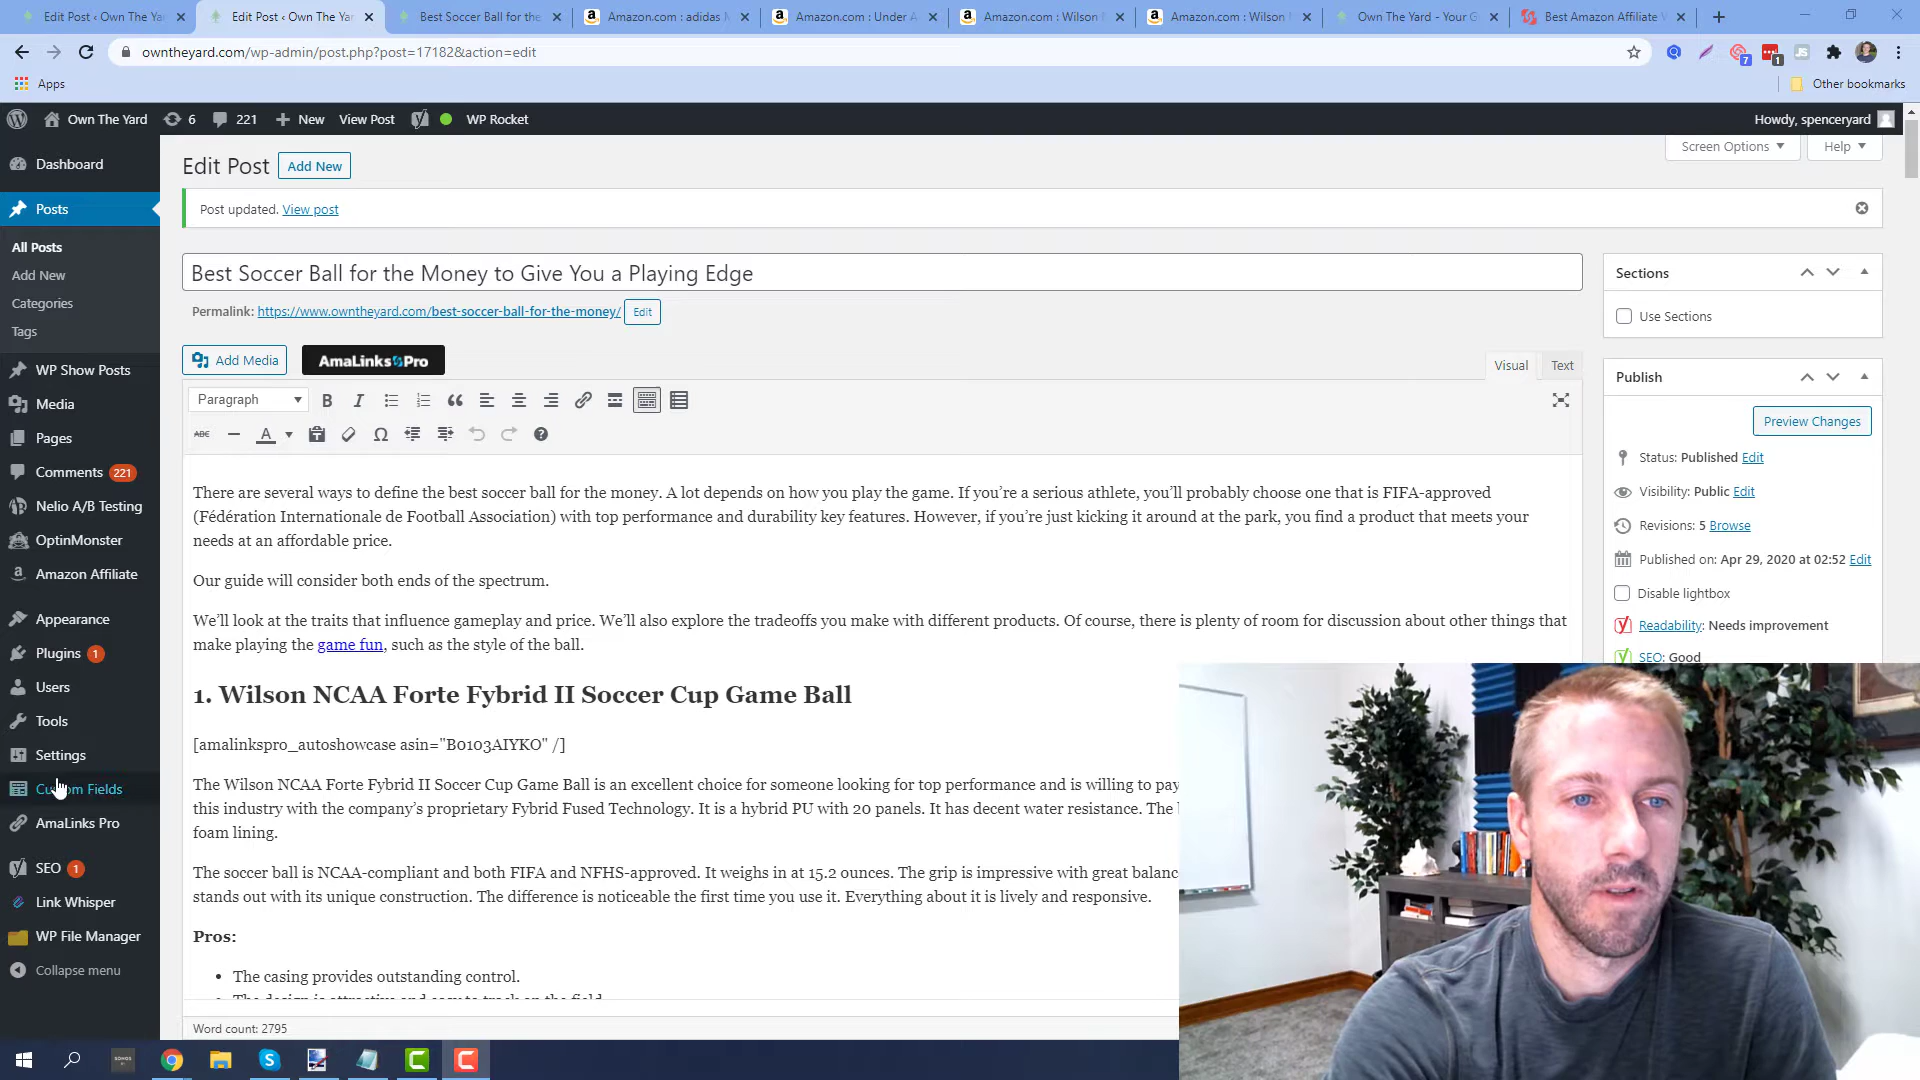 Edit Post ‹ Own The Ya
Edit Post ‹ Own The Ya
Best Soccer Ball for the
Amazon.com : adidas M
Amazon.com : Under A
Amazon.com : Wilson
Amazon.com : Wilson
Own The Yard - Your G
Best Amazon Affiliate
owntheyard.com/wp-admin/post.php?post=17182&action=edit
7
1
Apps
Other bookmarks
Own The Yard
6
221
New
View Post
WP Rocket
Howdy, spenceryard
Dashboard
Posts
All Posts
Add New
Categories
Tags
WP Show Posts
Media
Pages
Comments 221
Nelio A/B Testing
OptinMonster
Amazon Affiliate
Appearance
Plugins 1
Users
Tools
Settings
Custom Fields
AmaLinks Pro
SEO 1
Link Whisper
WP File Manager
Collapse menu
Edit Post
Add New
Screen Options
Help
Post updated. View post
Best Soccer Ball for the Money to Give You a Playing Edge
Permalink: https://www.owntheyard.com/best-soccer-ball-for-the-money/ Edit
Add Media
AmaLinks Pro
Visual
Text
Paragraph
B I
ABC
A
There are several ways to define the best soccer ball for the money. A lot depends on how you play the game. If you're a serious athlete, you'll probably choose one that is FIFA-approved
(Fédération Internationale de Football Association) with top performance and durability key features. However, if you're just kicking it around at the park, you find a product that meets your
needs at an affordable price.
Our guide will consider both ends of the spectrum.
We'll look at the traits that influence gameplay and price. We'll also explore the tradeoffs you make with different products. Of course, there is plenty of room for discussion about other things that
make playing the game fun, such as the style of the ball.
1. Wilson NCAA Forte Fybrid II Soccer Cup Game Ball
[amalinkspro_autoshowcase asin="B0103AIYKO" /]
The Wilson NCAA Forte Fybrid II Soccer Cup Game Ball is an excellent choice for someone looking for top performance and is willing to pay
this industry with the company's proprietary Fybrid Fused Technology. It is a hybrid PU with 20 panels. It has decent water resistance. The
foam lining.
The soccer ball is NCAA-compliant and both FIFA and NFHS-approved. It weighs in at 15.2 ounces. The grip is impressive with great balanc
stands out with its unique construction. The difference is noticeable the first time you use it. Everything about it is lively and responsive.
Pros:
• The casing provides outstanding control.
• The design is attractive and easy to track on the field.
Word count: 2795
Sections
Use Sections
Publish
Preview Changes
Status: Published Edit
Visibility: Public Edit
Revisions: 5 Browse
Published on: Apr 29, 2020 at 02:52 Edit
Disable lightbox
Readability: Needs improvement
SEO: Good
SONOS